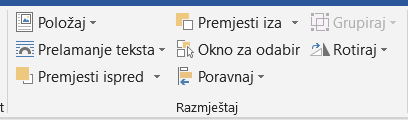 Položaj Premjesti iza Grupiraj
Prelamanje teksta Okno za odabir Rotiraj
Premjesti ispred Poravnaj
t Razmještaj